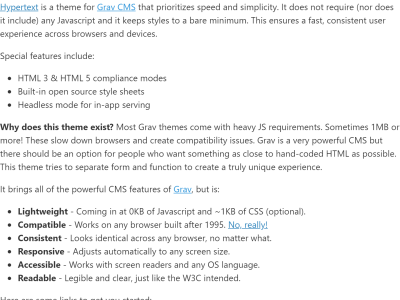 Hypertext is a theme for Grav CMS that prioritizes speed and simplicity. It does not require (nor does
it include) any Javascript and it keeps styles to a bare minimum. This ensures a fast, consistent user
experience across browsers and devices.
Special features include:
HTML 3 & HTML 5 compliance modes
Built-in open source style sheets
Headless mode for in-app serving
Why does this theme exist? Most Grav themes come with heavy JS requirements. Sometimes 1MB or
more! These slow down browsers and create compatibility issues. Grav is a very powerful CMS but
there should be an option for people who want something as close to hand-coded HTML as possible.
This theme tries to separate form and function to create a truly unique experience.
It brings all of the powerful CMS features of Grav, but is:
Lightweight - Coming in at 0KB of Javascript and ~1KB of CSS (optional).
Compatible - Works on any browser built after 1995. No, really!
Consistent - Looks identical across any browser, no matter what.
Responsive - Adjusts automatically to any screen size.
Accessible - Works with screen readers and any OS language.
Readable - Legible and clear, just like the W3C intended.
Here are some links to get you started: